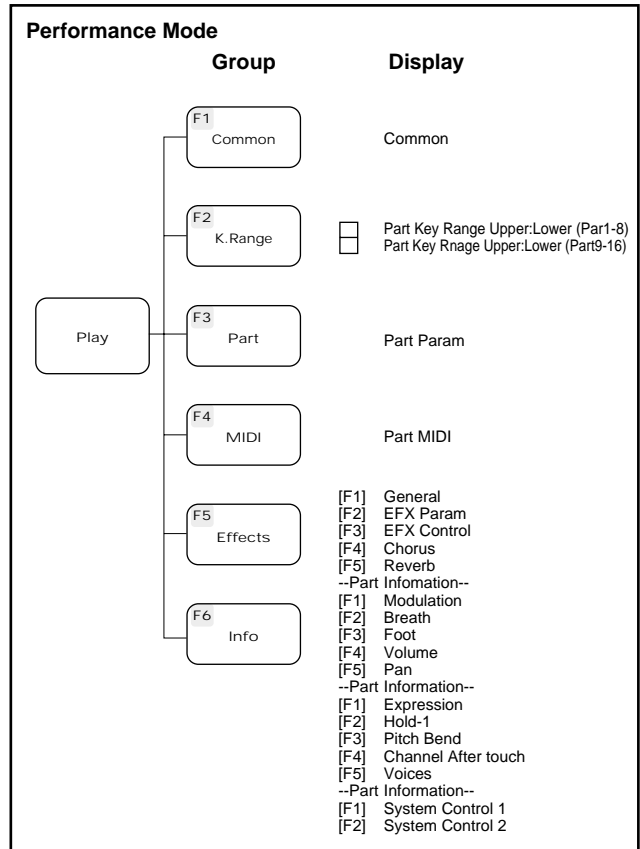 Performance Mode
Group Display
F1
Common Common
F2
K.Range Part Key Range Upper:Lower (Par1-8)
Part Key Rnage Upper:Lower (Part9-16)
Play
F3
Part Part Param
F4
MIDI Part MIDI
F5
Effects
[F1] General
[F2] EFX Param
[F3] EFX Control
[F4] Chorus
[F5] Reverb
F6
Info
--Part Infomation--
[F1] Modulation
[F2] Breath
[F3] Foot
[F4] Volume
[F5] Pan
--Part Information--
[F1] Expression
[F2] Hold-1
[F3] Pitch Bend
[F4] Channel After touch
[F5] Voices
--Part Information--
[F1] System Control 1
[F2] System Control 2